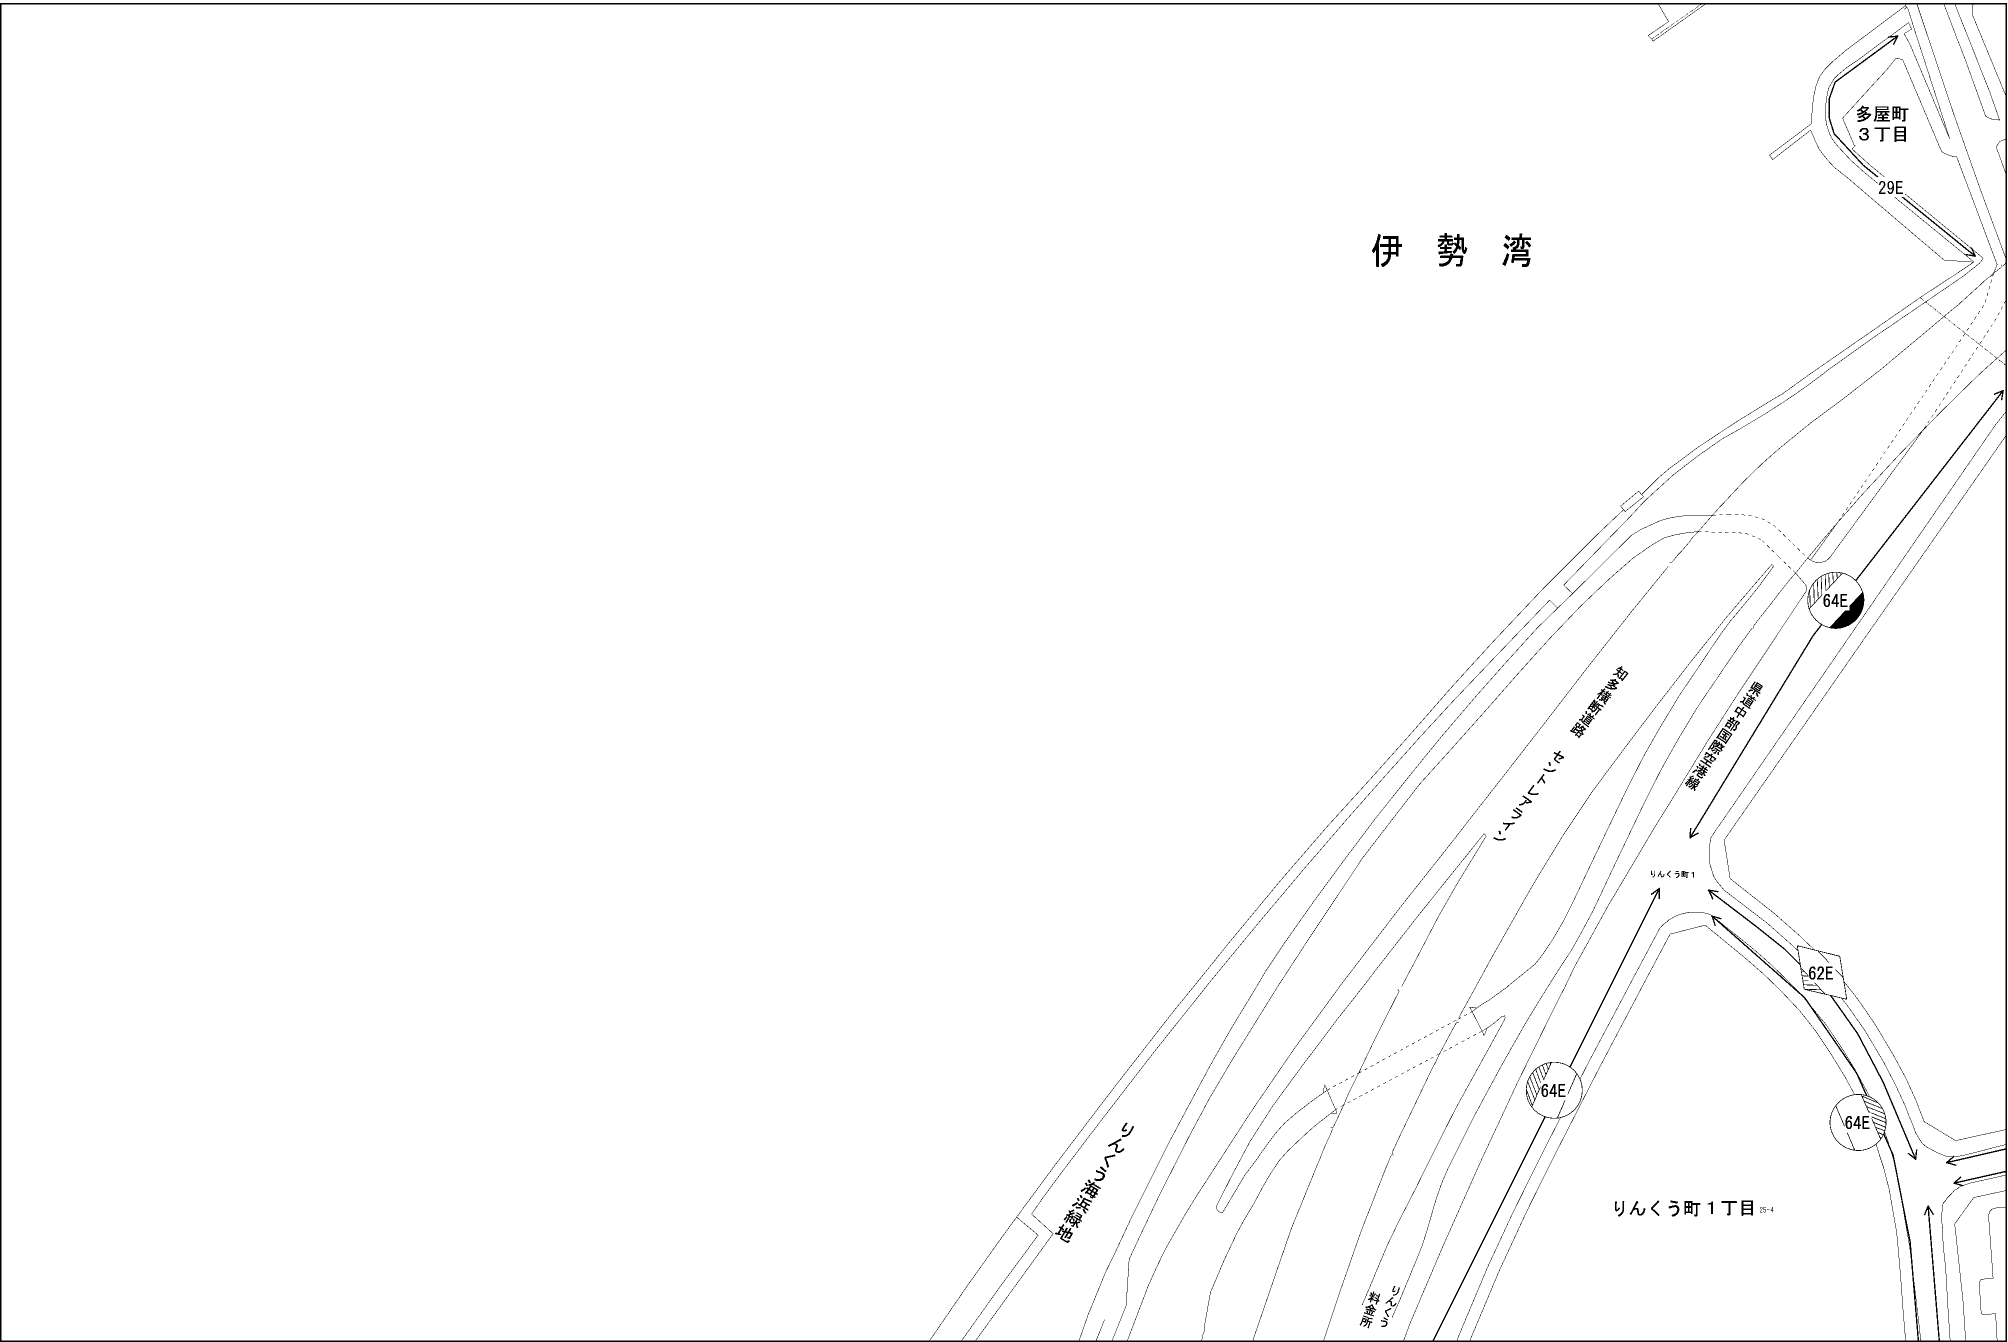 多屋町
３丁目
29E
伊 勢 湾
64E
知多横断道路 セントレアライン
県道中部国際空港線
りんくう町1
62E
64E
64E
りんくう海浜緑地
りんくう町１丁目 25-4
りんくう
料金所